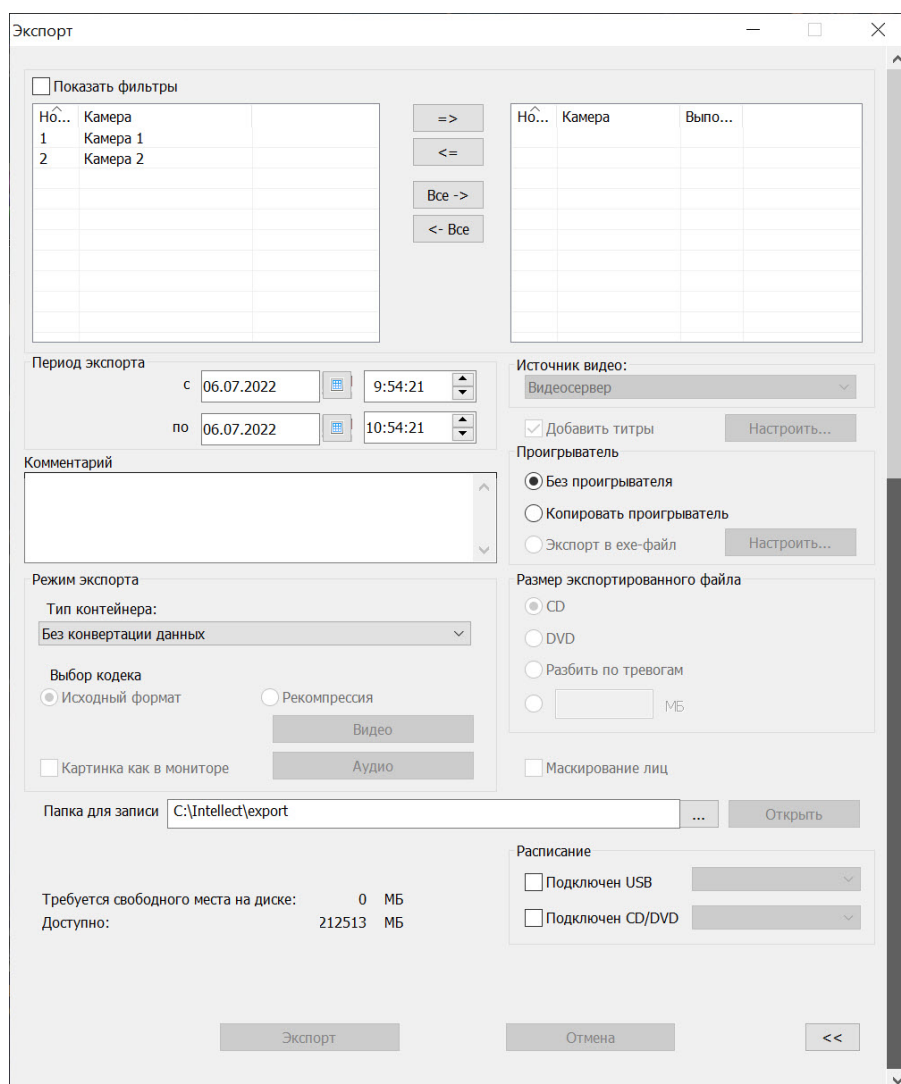 Экспорт
Показать фильтры
Но... Камера
1 Камера 1
2 Камера 2
=>
<=
Все ->
<- Все
Но... Камера Выпо...
Период экспорта
с 06.07.2022 9:54:21
по 06.07.2022 10:54:21
Источник видео:
Видеосервер
Добавить титры Настроить...
Комментарий
Проигрыватель
Без проигрывателя
Копировать проигрыватель
Экспорт в exe-файл Настроить...
Режим экспорта
Тип контейнера:
Без конвертации данных
Выбор кодека
Исходный формат Рекомпрессия
Видео
Картинка как в мониторе Аудио
Размер экспортированного файла
CD
DVD
Разбить по тревогам
МБ
Маскирование лиц
Папка для записи C:\Intellect\export ... Открыть
Требуется свободного места на диске: 0 МБ
Доступно: 212513 МБ
Расписание
Подключен USB
Подключен CD/DVD
Экспорт Отмена <<